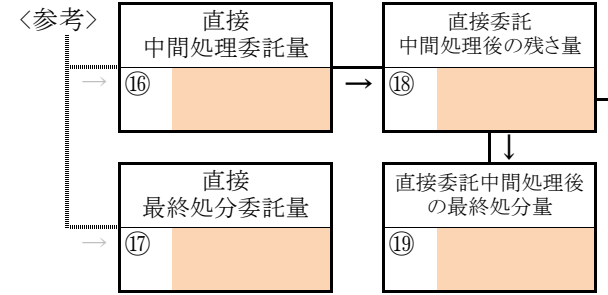 〈参考〉
直接
中間処理委託量
→
⑯
→
直接委託
中間処理後の残さ量
⑱
↓
直接
最終処分委託量
→
⑰
直接委託中間処理後
の最終処分量
⑲